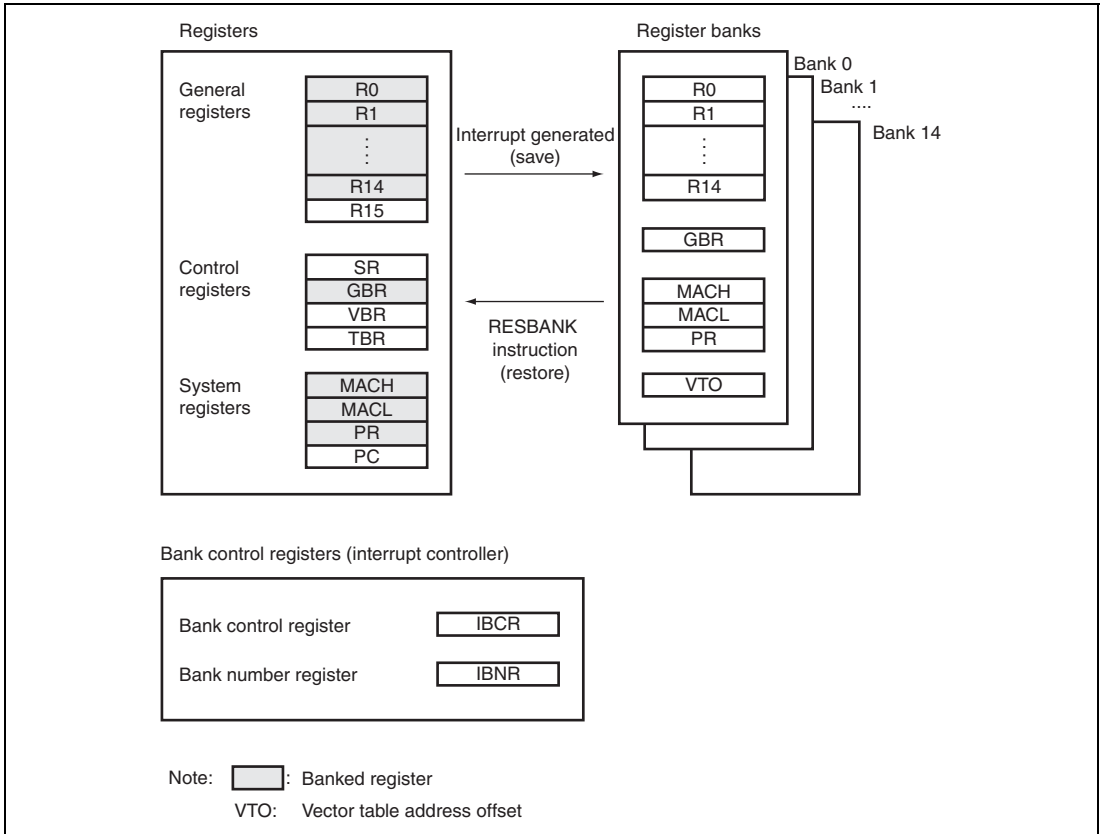 Registers
Register banks
General
registers
R0
R1
⋮
R14
R15
Control
registers
SR
GBR
VBR
TBR
System
registers
MACH
MACL
PR
PC
Interrupt generated
(save)
RESBANK
instruction
(restore)
R0
R1
⋮
R14
GBR
MACH
MACL
PR
VTO
Bank 0
Bank 1
....
Bank 14
Bank control registers (interrupt controller)
Bank control register IBCR
Bank number register IBNR
Note: : Banked register
VTO: Vector table address offset